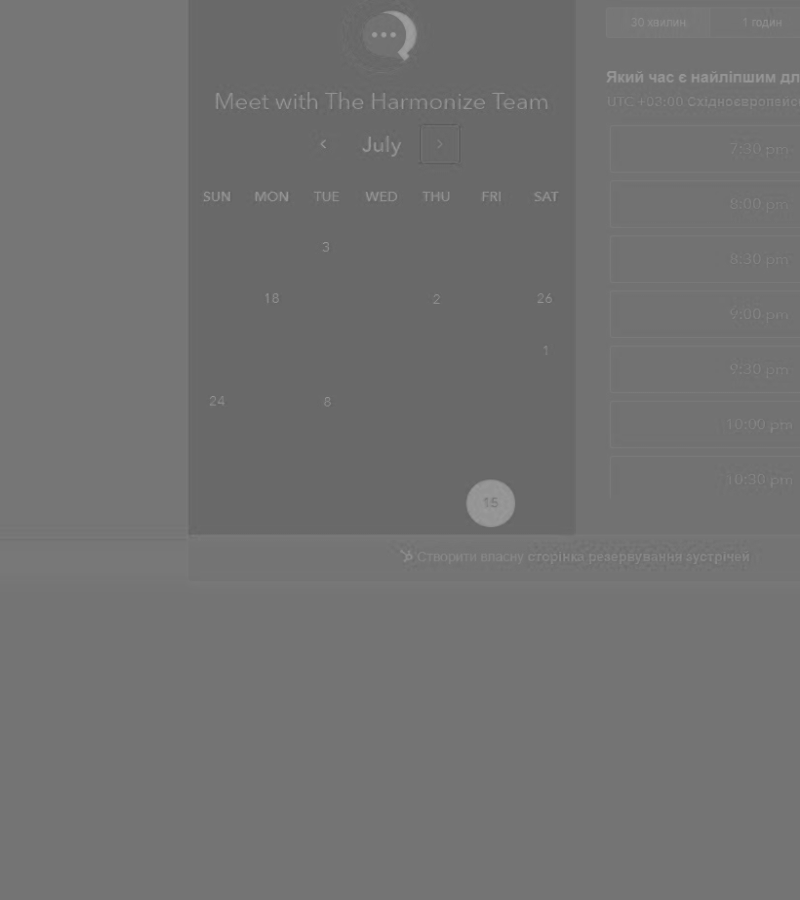 Meet with The Harmonize Team
July
SUN MON TUE WED THU FRI SAT
3
18 2 26
1
24 8
15
30 хвилин 1 годин
Який час є найліпшим дл
UTC +03:00 Східноєвропейс
7:30 pm
8:00 pm
8:30 pm
9:00 pm
9:30 pm
10:00 pm
10:30 pm
Створити власну сторінка резервування зустрічей